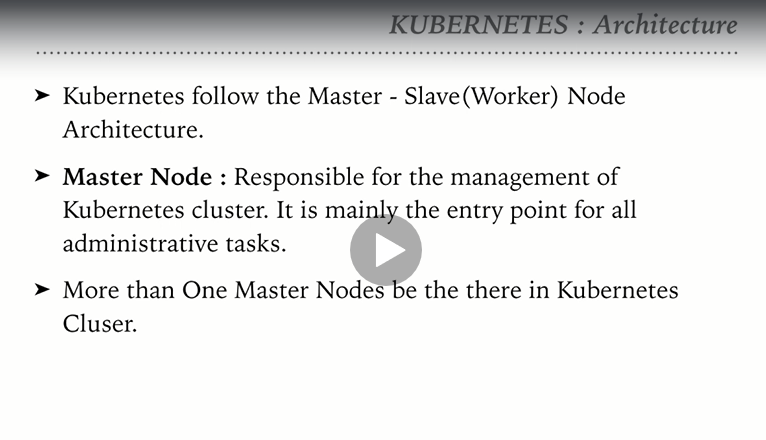 KUBERNETES : Architecture
➤ Kubernetes follow the Master - Slave(Worker) Node
Architecture.
➤ Master Node : Responsible for the management of
Kubernetes cluster. It is mainly the entry point for all
administrative tasks.
➤ More than One Master Nodes be the there in Kubernetes
Cluser.